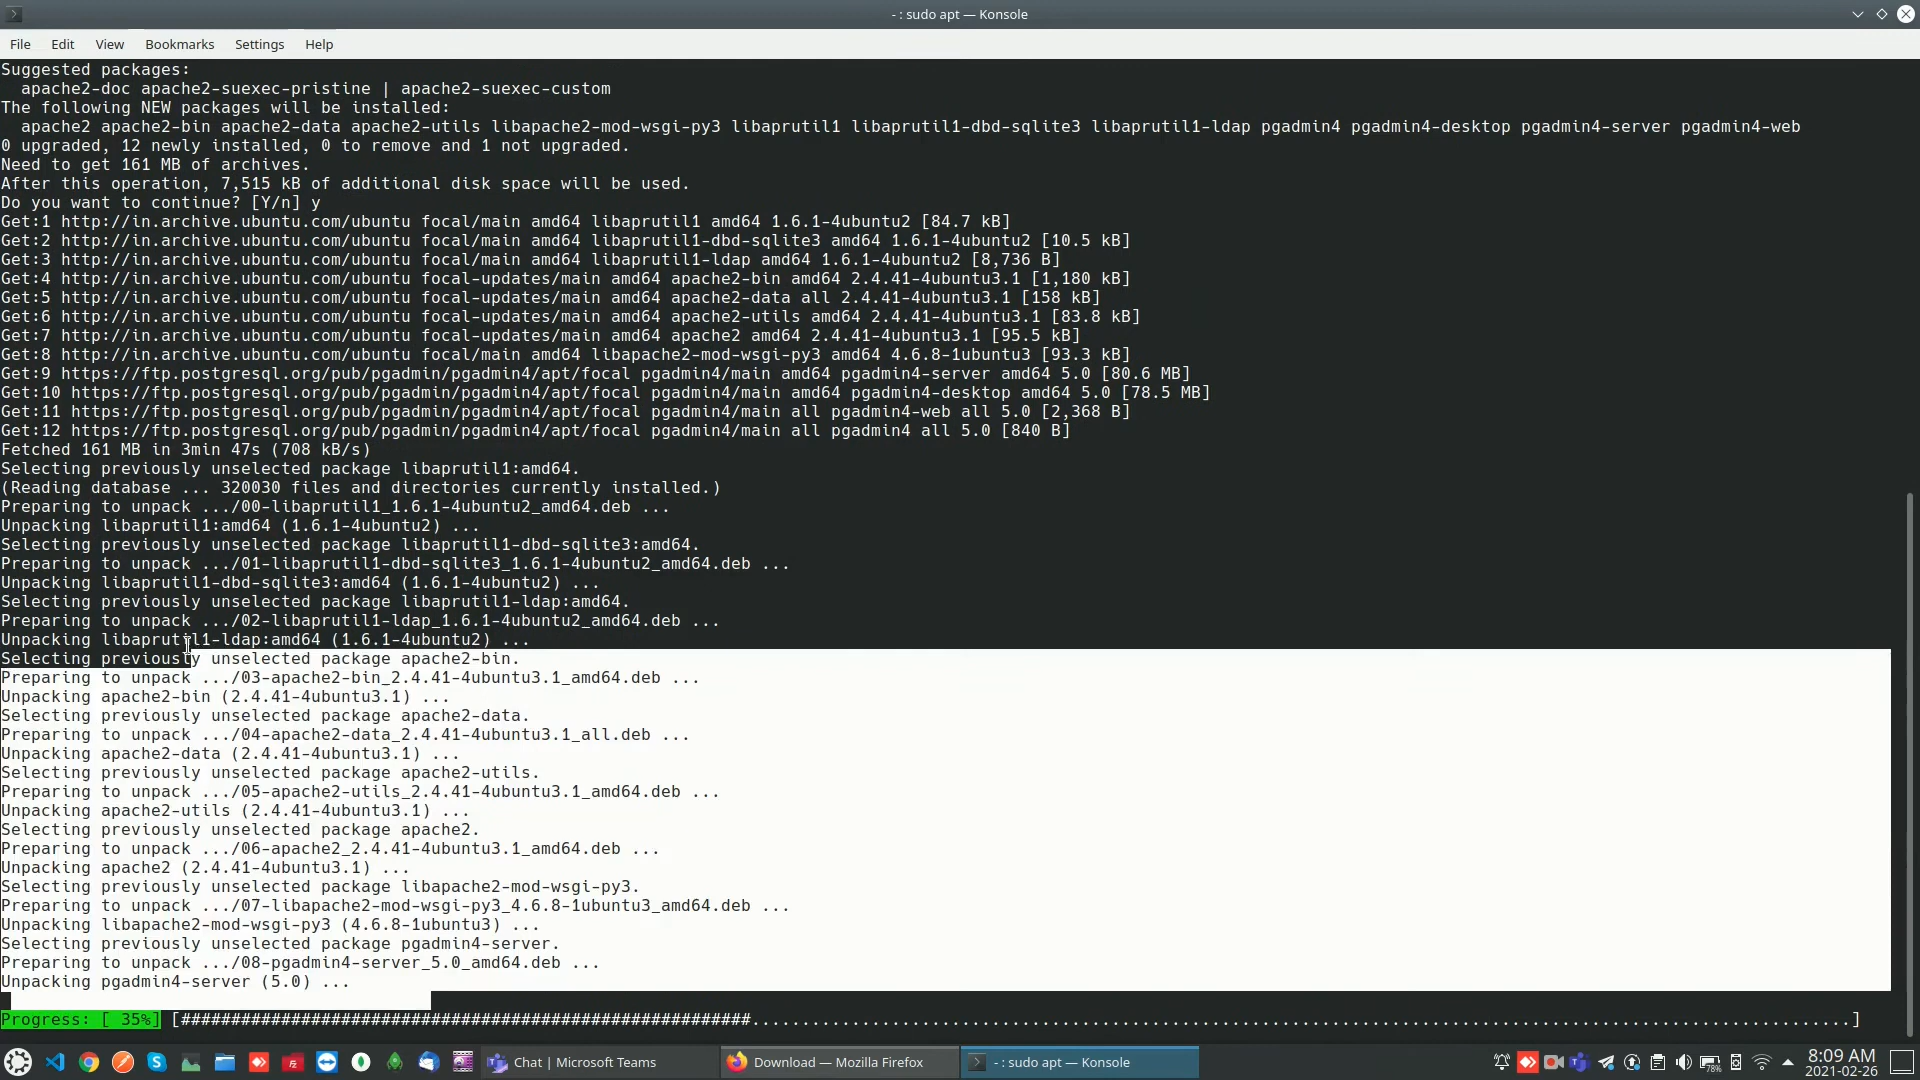 - : sudo apt — Konsole
File Edit View Bookmarks Settings Help
Suggested packages:
  apache2-doc apache2-suexec-pristine | apache2-suexec-custom
The following NEW packages will be installed:
  apache2 apache2-bin apache2-data apache2-utils libapache2-mod-wsgi-py3 libaprutil1 libaprutil1-dbd-sqlite3 libaprutil1-ldap pgadmin4 pgadmin4-desktop pgadmin4-server pgadmin4-web
0 upgraded, 12 newly installed, 0 to remove and 1 not upgraded.
Need to get 161 MB of archives.
After this operation, 7,515 kB of additional disk space will be used.
Do you want to continue? [Y/n] y
Get:1 http://in.archive.ubuntu.com/ubuntu focal/main amd64 libaprutil1 amd64 1.6.1-4ubuntu2 [84.7 kB]
Get:2 http://in.archive.ubuntu.com/ubuntu focal/main amd64 libaprutil1-dbd-sqlite3 amd64 1.6.1-4ubuntu2 [10.5 kB]
Get:3 http://in.archive.ubuntu.com/ubuntu focal/main amd64 libaprutil1-ldap amd64 1.6.1-4ubuntu2 [8,736 B]
Get:4 http://in.archive.ubuntu.com/ubuntu focal-updates/main amd64 apache2-bin amd64 2.4.41-4ubuntu3.1 [1,180 kB]
Get:5 http://in.archive.ubuntu.com/ubuntu focal-updates/main amd64 apache2-data all 2.4.41-4ubuntu3.1 [158 kB]
Get:6 http://in.archive.ubuntu.com/ubuntu focal-updates/main amd64 apache2-utils amd64 2.4.41-4ubuntu3.1 [83.8 kB]
Get:7 http://in.archive.ubuntu.com/ubuntu focal-updates/main amd64 apache2 amd64 2.4.41-4ubuntu3.1 [95.5 kB]
Get:8 http://in.archive.ubuntu.com/ubuntu focal/main amd64 libapache2-mod-wsgi-py3 amd64 4.6.8-1ubuntu3 [93.3 kB]
Get:9 https://ftp.postgresql.org/pub/pgadmin/pgadmin4/apt/focal pgadmin4/main amd64 pgadmin4-server amd64 5.0 [80.6 MB]
Get:10 https://ftp.postgresql.org/pub/pgadmin/pgadmin4/apt/focal pgadmin4/main amd64 pgadmin4-desktop amd64 5.0 [78.5 MB]
Get:11 https://ftp.postgresql.org/pub/pgadmin/pgadmin4/apt/focal pgadmin4/main all pgadmin4-web all 5.0 [2,368 B]
Get:12 https://ftp.postgresql.org/pub/pgadmin/pgadmin4/apt/focal pgadmin4/main all pgadmin4 all 5.0 [840 B]
Fetched 161 MB in 3min 47s (708 kB/s)
Selecting previously unselected package libaprutil1:amd64.
(Reading database ... 320030 files and directories currently installed.)
Preparing to unpack .../00-libaprutil1_1.6.1-4ubuntu2_amd64.deb ...
Unpacking libaprutil1:amd64 (1.6.1-4ubuntu2) ...
Selecting previously unselected package libaprutil1-dbd-sqlite3:amd64.
Preparing to unpack .../01-libaprutil1-dbd-sqlite3_1.6.1-4ubuntu2_amd64.deb ...
Unpacking libaprutil1-dbd-sqlite3:amd64 (1.6.1-4ubuntu2) ...
Selecting previously unselected package libaprutil1-ldap:amd64.
Preparing to unpack .../02-libaprutil1-ldap_1.6.1-4ubuntu2_amd64.deb ...
Unpacking libaprutil1-ldap:amd64 (1.6.1-4ubuntu2) ...
Selecting previously unselected package apache2-bin.
Preparing to unpack .../03-apache2-bin_2.4.41-4ubuntu3.1_amd64.deb ...
Unpacking apache2-bin (2.4.41-4ubuntu3.1) ...
Selecting previously unselected package apache2-data.
Preparing to unpack .../04-apache2-data_2.4.41-4ubuntu3.1_all.deb ...
Unpacking apache2-data (2.4.41-4ubuntu3.1) ...
Selecting previously unselected package apache2-utils.
Preparing to unpack .../05-apache2-utils_2.4.41-4ubuntu3.1_amd64.deb ...
Unpacking apache2-utils (2.4.41-4ubuntu3.1) ...
Selecting previously unselected package apache2.
Preparing to unpack .../06-apache2_2.4.41-4ubuntu3.1_amd64.deb ...
Unpacking apache2 (2.4.41-4ubuntu3.1) ...
Selecting previously unselected package libapache2-mod-wsgi-py3.
Preparing to unpack .../07-libapache2-mod-wsgi-py3_4.6.8-1ubuntu3_amd64.deb ...
Unpacking libapache2-mod-wsgi-py3 (4.6.8-1ubuntu3) ...
Selecting previously unselected package pgadmin4-server.
Preparing to unpack .../08-pgadmin4-server_5.0_amd64.deb ...
Unpacking pgadmin4-server (5.0) ...
Progress: [ 35%] [#########################################################..............................................................................................................]
Chat | Microsoft Teams
Download — Mozilla Firefox
- : sudo apt — Konsole
78%
8:09 AM
2021-02-26